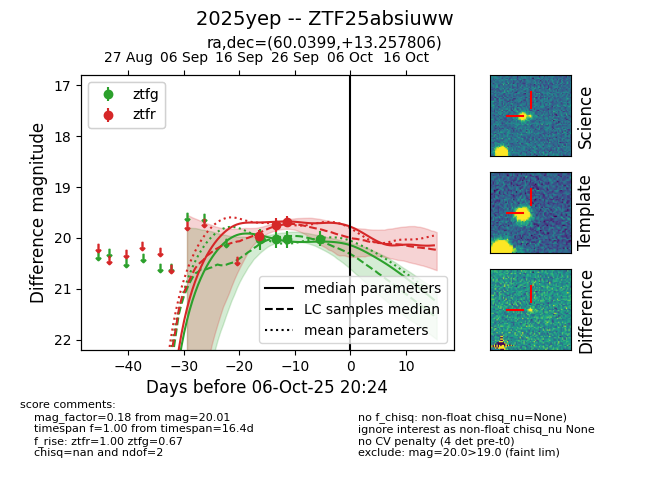 2025yep -- ZTF25absiuww
ra,dec=(60.0399,+13.257806)
27 Aug 06 Sep 16 Sep 26 Sep 06 Oct 16 Oct
17
18
19
20
21
22
Difference magnitude
ztfg
ztfr
median parameters
LC samples median
mean parameters
−40 −30 −20 −10 0 10
Days before 06-Oct-25 20:24
Science
Template
Difference
score comments:
mag_factor=0.18 from mag=20.01
timespan f=1.00 from timespan=16.4d
f_rise: ztfr=1.00 ztfg=0.67
chisq=nan and ndof=2
no f_chisq: non-float chisq_nu=None)
ignore interest as non-float chisq_nu None
no CV penalty (4 det pre-t0)
exclude: mag=20.0>19.0 (faint lim)